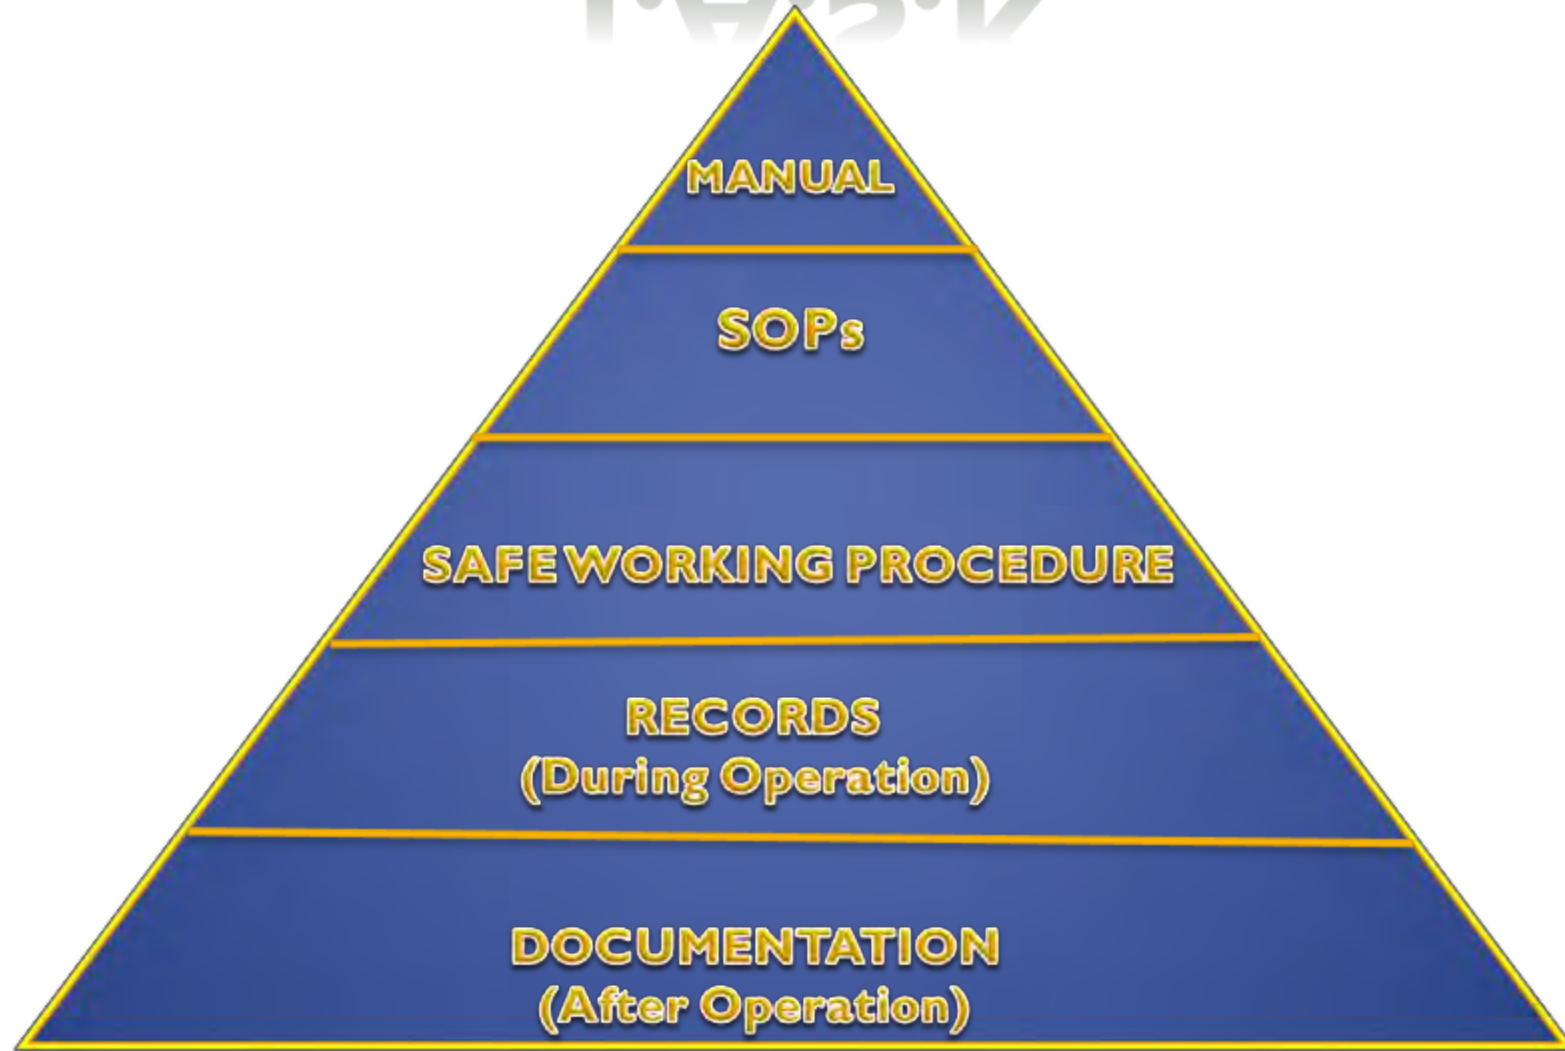 MANUAL
SOPs
SAFE WORKING PROCEDURE
RECORDS
(During Operation)
DOCUMENTATION
(After Operation)